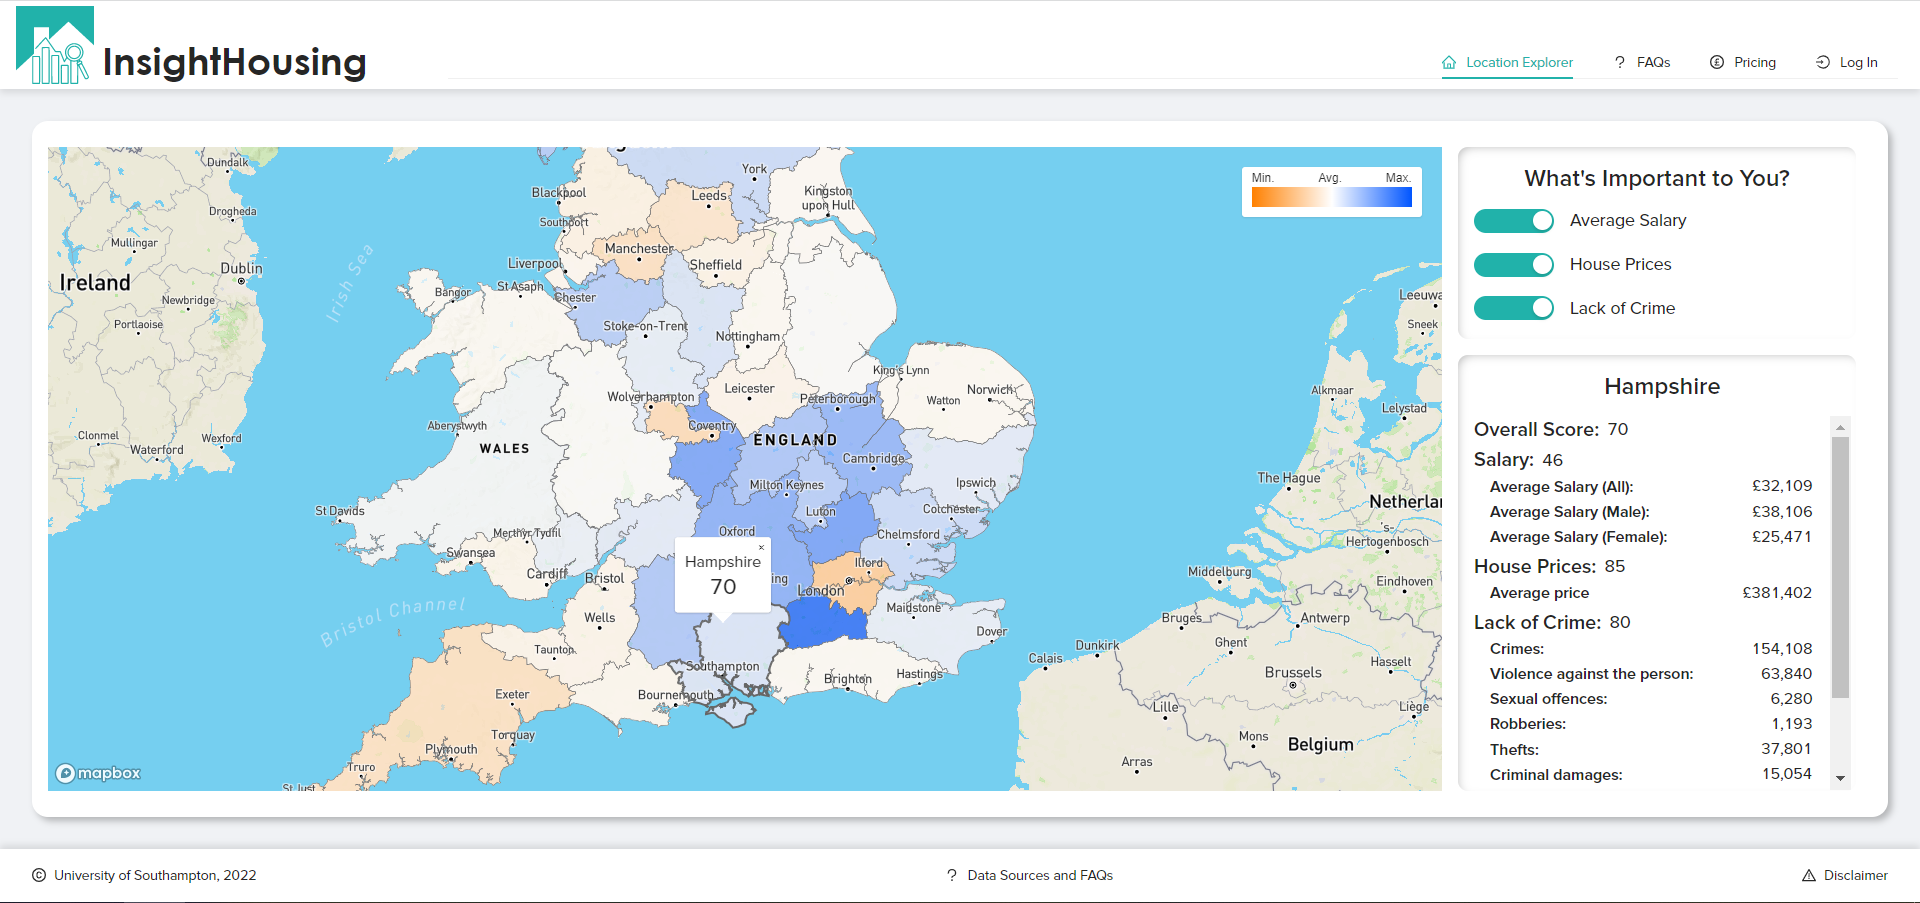 InsightHousing
Location Explorer
? FAQs
Pricing
Log In
Min. Avg. Max.
Dundalk
Drogheda
Mullingar
Dublin
Ireland
Newbridge
Portlaoise
Clonmel
Waterford
Wexford
Irish Sea
York
Blackpool
Leeds
Kingston
upon Hull
Southport
Manchester
Liverpool
Sheffield
Bangor
St Asaph
Chester
Stoke-on-Trent
Nottingham
King's Lynn
Leicester
Norwich
Wolverhampton
Peterborough
Watton
Aberystwyth
Coventry
ENGLAND
WALES
Cambridge
Milton Keynes
Ipswich
St Davids
Luton
Colchester
Merthyr Tydfil
Oxford
Chelmsford
Swansea
Ilford
Cardiff
Bristol
London
Bristol Channel
Maidstone
Wells
Dover
Taunton
Southampton
Hastings
Brighton
Bournemouth
Exeter
Torquay
Plymouth
Truro
St Just
Hampshire
70
×
ing
Leeuwa
Sneek
Alkmaar
Lelystad
The Hague
Netherla
's-
Hertogenbosch
Middelburg
Eindhoven
Bruges
Antwerp
Dunkirk
Ghent
Calais
Brussels
Hasselt
Lille
Liège
Mons
Belgium
Arras
mapbox
What's Important to You?
Average Salary
House Prices
Lack of Crime
Hampshire
Overall Score: 70
Salary: 46
Average Salary (All): £32,109
Average Salary (Male): £38,106
Average Salary (Female): £25,471
House Prices: 85
Average price £381,402
Lack of Crime: 80
Crimes: 154,108
Violence against the person: 63,840
Sexual offences: 6,280
Robberies: 1,193
Thefts: 37,801
Criminal damages: 15,054
© University of Southampton, 2022
? Data Sources and FAQs
Disclaimer